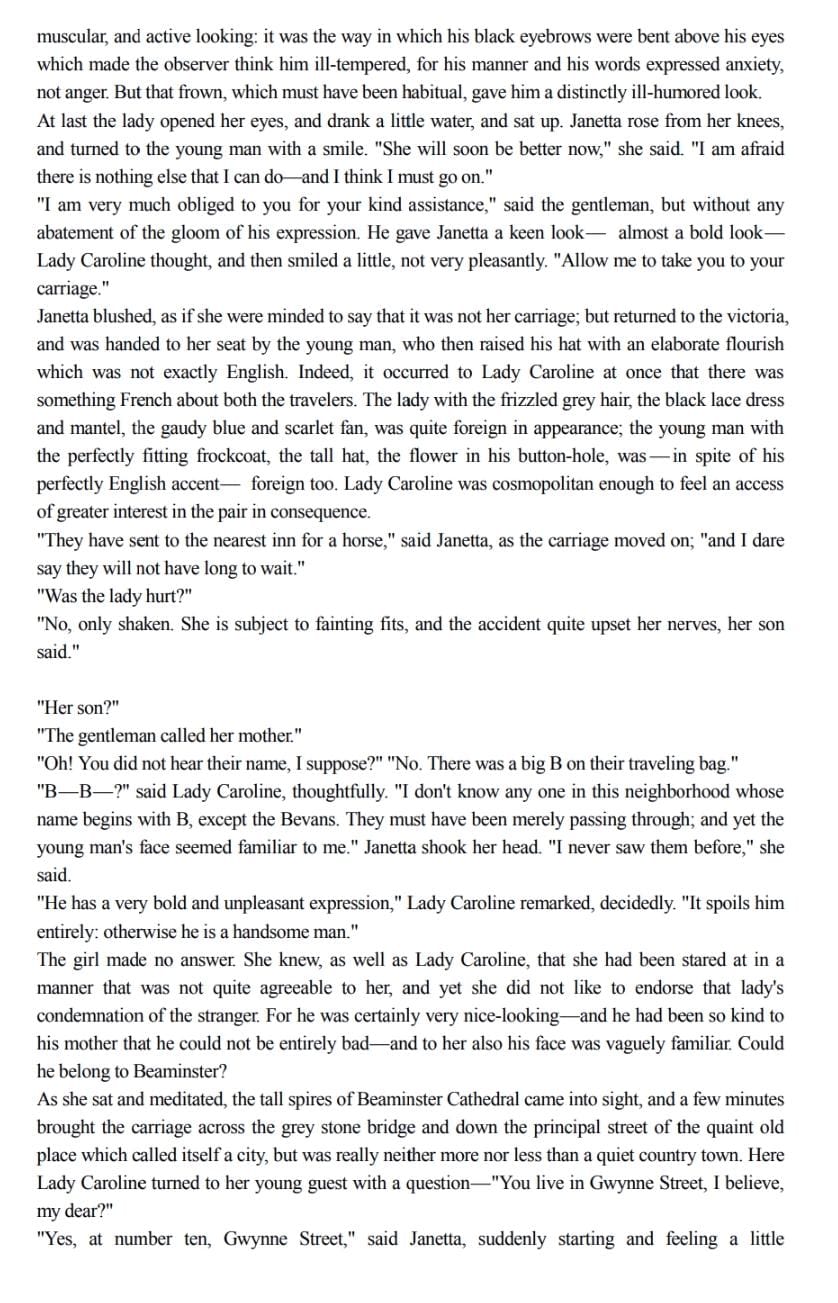 muscular, and active looking: it was the way in which his black eyebrows were bent above his eyes
which made the observer think him ill-tempered, for his manner and his words expressed anxiety,
not anger. But that frown, which must have been habitual, gave him a distinctly ill-humored look.
At last the lady opened her eyes, and drank a little water, and sat up. Janetta rose from her knees,
and turned to the young man with a smile. "She will soon be better now," she said. "I am afraid
there is nothing else that I can do—and I think I must go on."
"I am very much obliged to you for your kind assistance," said the gentleman, but without any
abatement of the gloom of his expression. He gave Janetta a keen look— almost a bold look—
Lady Caroline thought, and then smiled a little, not very pleasantly. "Allow me to take you to your
carriage."
Janetta blushed, as if she were minded to say that it was not her carriage; but returned to the victoria,
and was handed to her seat by the young man, who then raised his hat with an elaborate flourish
which was not exactly English. Indeed, it occurred to Lady Caroline at once that there was
something French about both the travelers. The lady with the frizzled grey hair, the black lace dress
and mantel, the gaudy blue and scarlet fan, was quite foreign in appearance; the young man with
the perfectly fitting frockcoat, the tall hat, the flower in his button-hole, was—in spite of his
perfectly English accent— foreign too. Lady Caroline was cosmopolitan enough to feel an access
of greater interest in the pair in consequence.
"They have sent to the nearest inn for a horse," said Janetta, as the carriage moved on; "and I dare
say they will not have long to wait."
"Was the lady hurt?"
"No, only shaken. She is subject to fainting fits, and the accident quite upset her nerves, her son
said."
"Her son?"
"The gentleman called her mother."
"Oh! You did not hear their name, I suppose?" "No. There was a big B on their traveling bag."
"B—B—?" said Lady Caroline, thoughtfully. "I don't know any one in this neighborhood whose
name begins with B, except the Bevans. They must have been merely passing through; and yet the
young man's face seemed familiar to me." Janetta shook her head. "I never saw them before," she
said.
"He has a very bold and unpleasant expression," Lady Caroline remarked, decidedly. "It spoils him
entirely: otherwise he is a handsome man."
The girl made no answer. She knew, as well as Lady Caroline, that she had been stared at in a
manner that was not quite agreeable to her, and yet she did not like to endorse that lady's
condemnation of the stranger. For he was certainly very nice-looking—and he had been so kind to
his mother that he could not be entirely bad—and to her also his face was vaguely familiar. Could
he belong to Beaminster?
As she sat and meditated, the tall spires of Beaminster Cathedral came into sight, and a few minutes
brought the carriage across the grey stone bridge and down the principal street of the quaint old
place which called itself a city, but was really neither more nor less than a quiet country town. Here
Lady Caroline turned to her young guest with a question—"You live in Gwynne Street, I believe,
my dear?"
"Yes, at number ten, Gwynne Street," said Janetta, suddenly starting and feeling a little